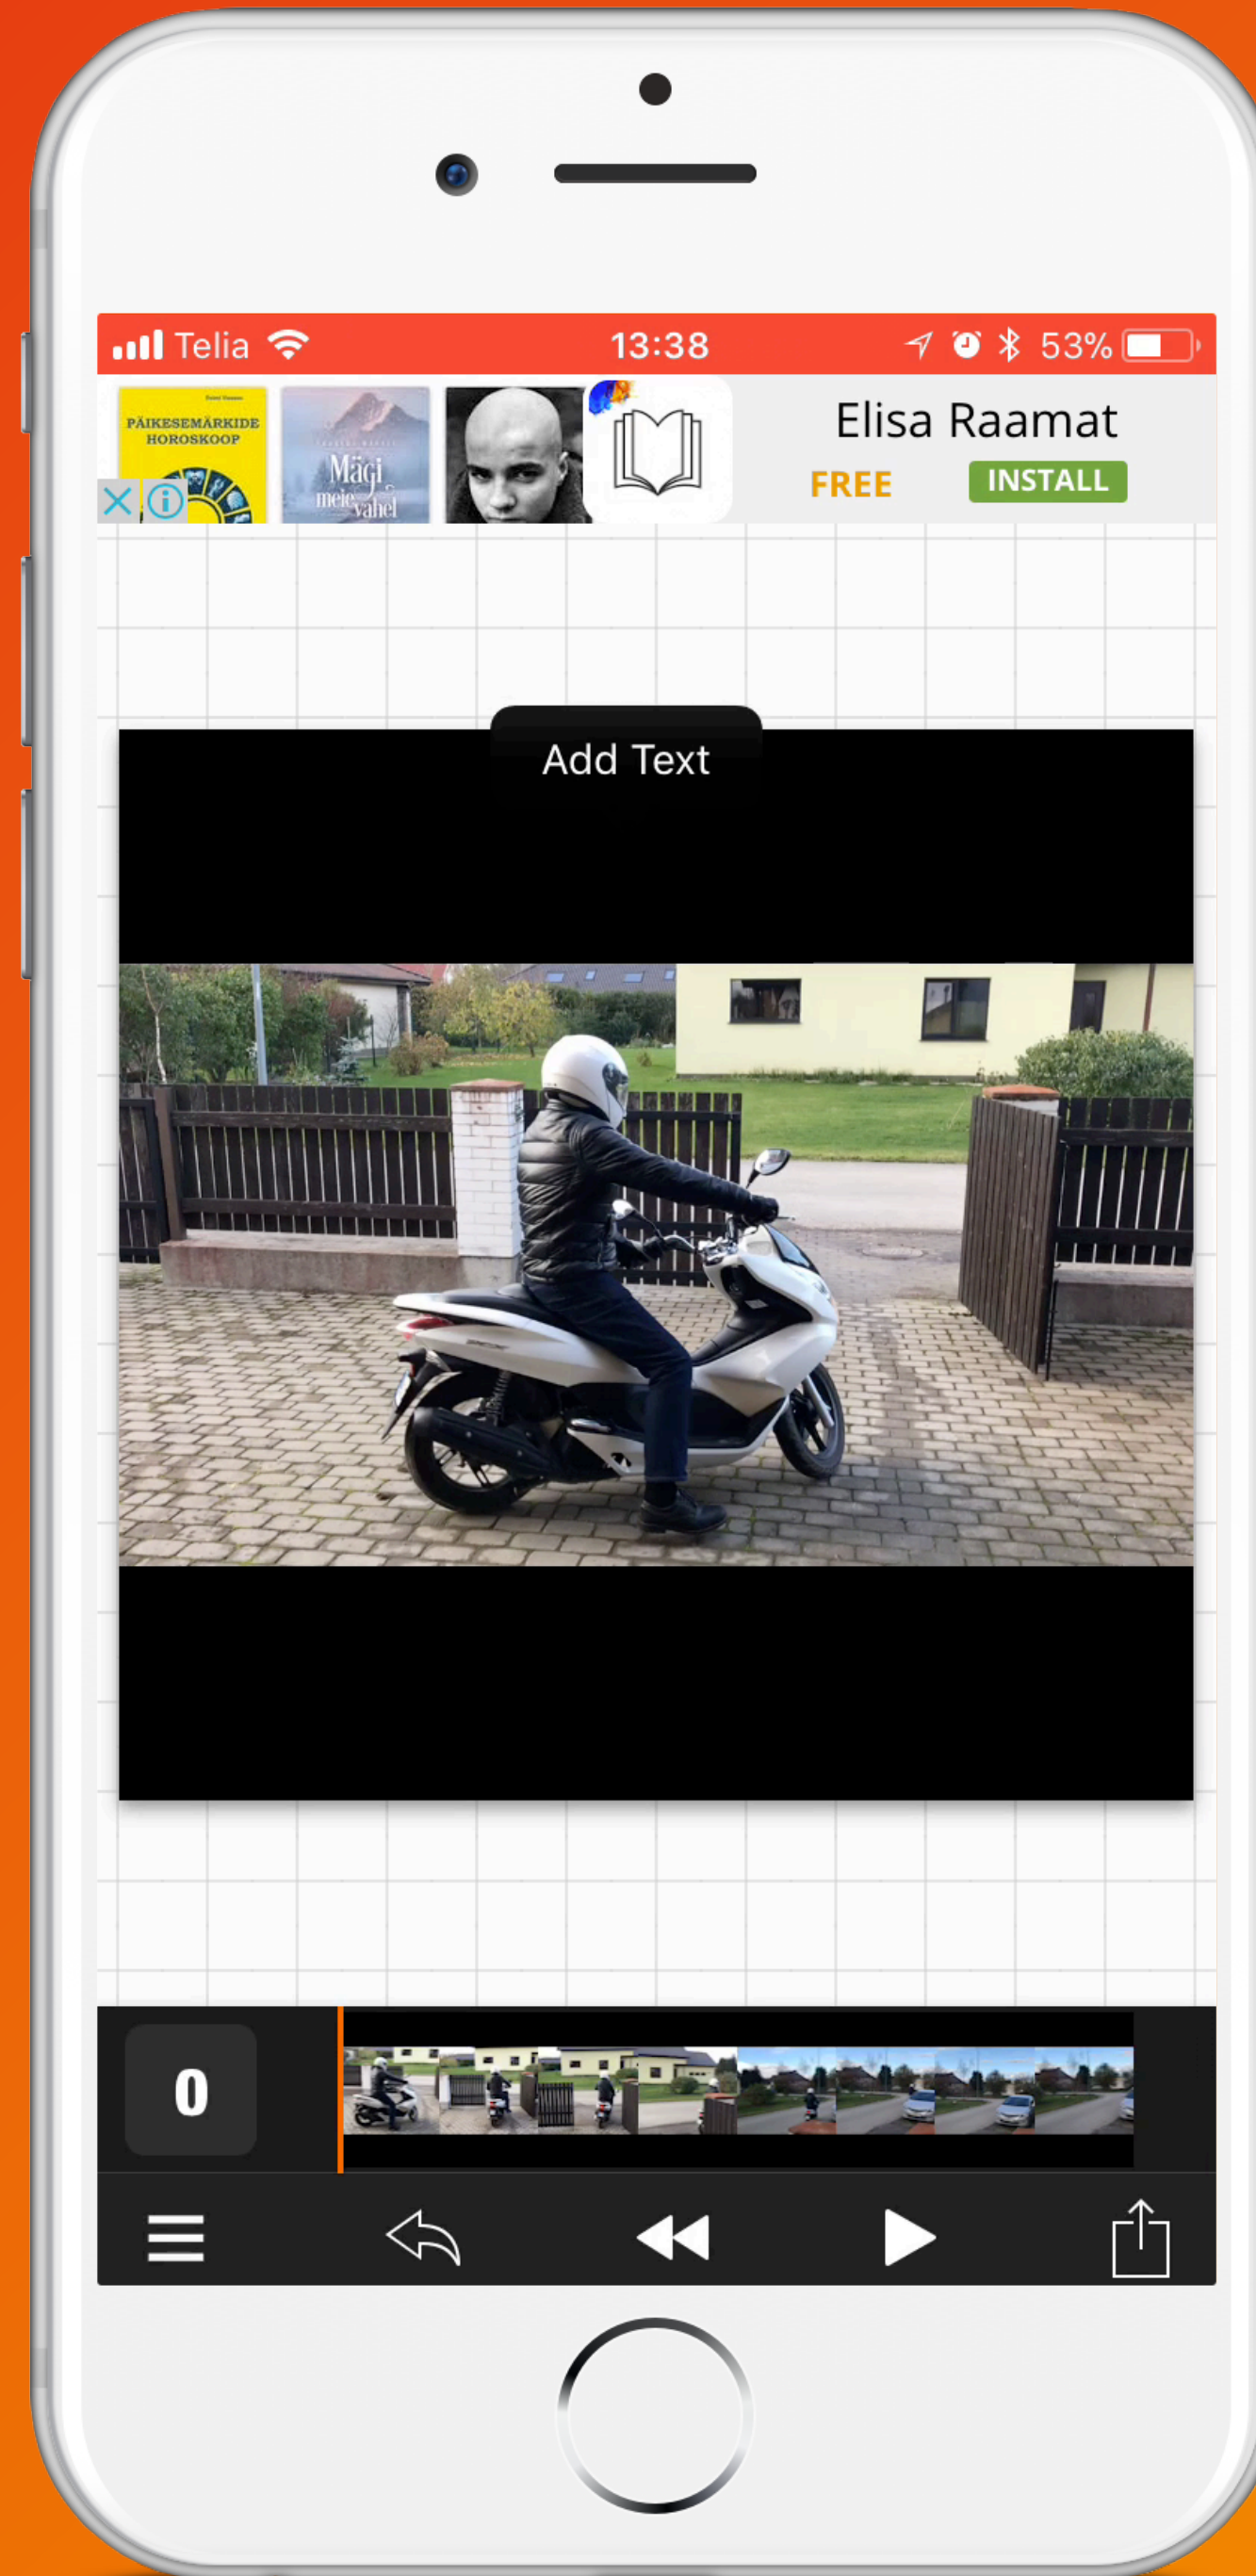 Telia
13:38
53%
PÄIKESEMÄRKIDE
HOROSKOOP
Mägi
meie vahel
Elisa Raamat
FREE
INSTALL
Add Text
0